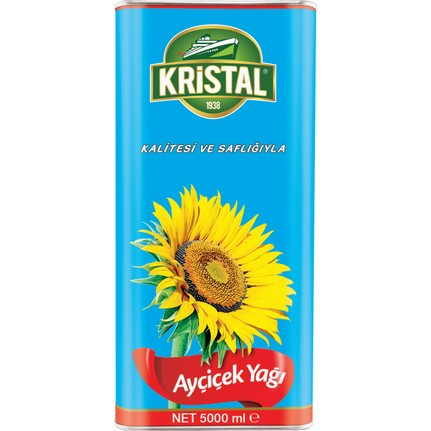 KRİSTAL®
1938
KALİTESİ VE SAFLIĞIYLA
Ayçiçek Yağı
NET 5000 ml ℮